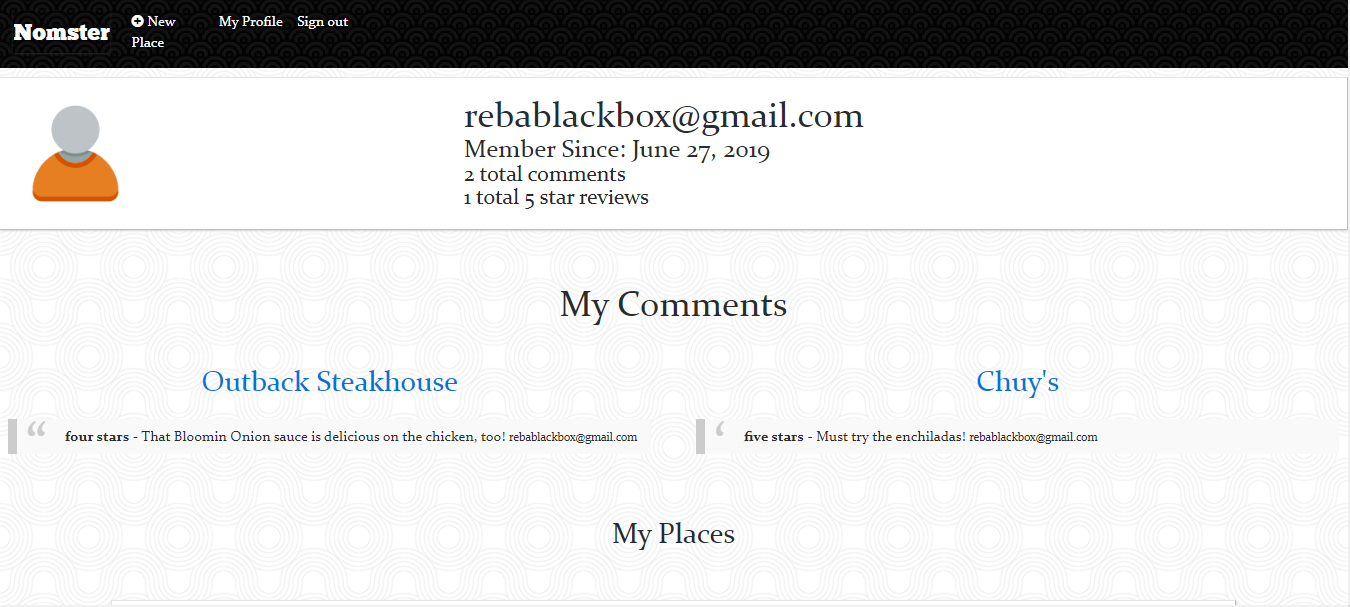 Nomster
New
Place
My Profile
Sign out
rebablackbox@gmail.com
Member Since: June 27, 2019
2 total comments
1 total 5 star reviews
My Comments
Outback Steakhouse
“ four stars - That Bloomin Onion sauce is delicious on the chicken, too! rebablackbox@gmail.com
Chuy's
‘ five stars - Must try the enchiladas! rebablackbox@gmail.com
My Places